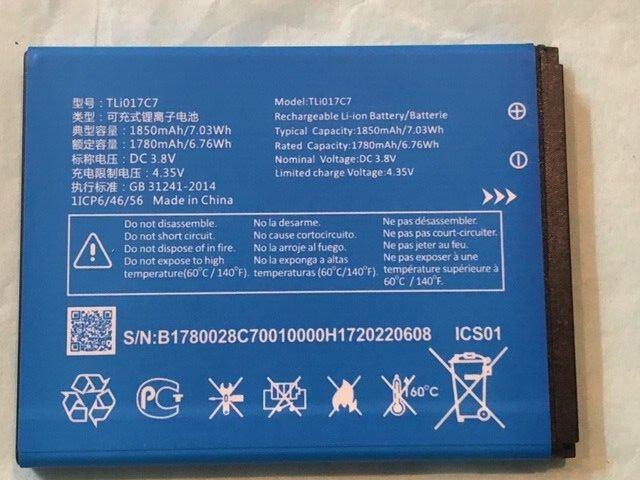 型号: TLi017C7
类型: 可充式锂离子电池
典型容量: 1850mAh/7.03Wh
额定容量: 1780mAh/6.76Wh
标称电压: DC 3.8V
充电限制电压: 4.35V
执行标准: GB 31241-2014
1ICP6/46/56 Made in China
Model:TLi017C7
Rechargeable Li-ion Battery/Batterie
Typical Capacity:1850mAh/7.03Wh
Rated Capacity:1780mAh/6.76Wh
Nominal Voltage:DC 3.8V
Limited charge Voltage:4.35V
Do not disassemble.
Do not short circuit.
Do not dispose of in fire.
Do not expose to high
temperature(60°C / 140°F).
No la desarme.
No cause cortocircuito.
No la arroje al fuego.
No la exponga a altas
temperaturas (60°C/140°F).
Ne pas désassembler.
Ne pas court-circuiter.
Ne pas jeter au feu.
Ne pas exposer à une
température supérieure à
60°C / 140°F.
S/N:B1780028C70010000H1720220608 ICS01
160°C